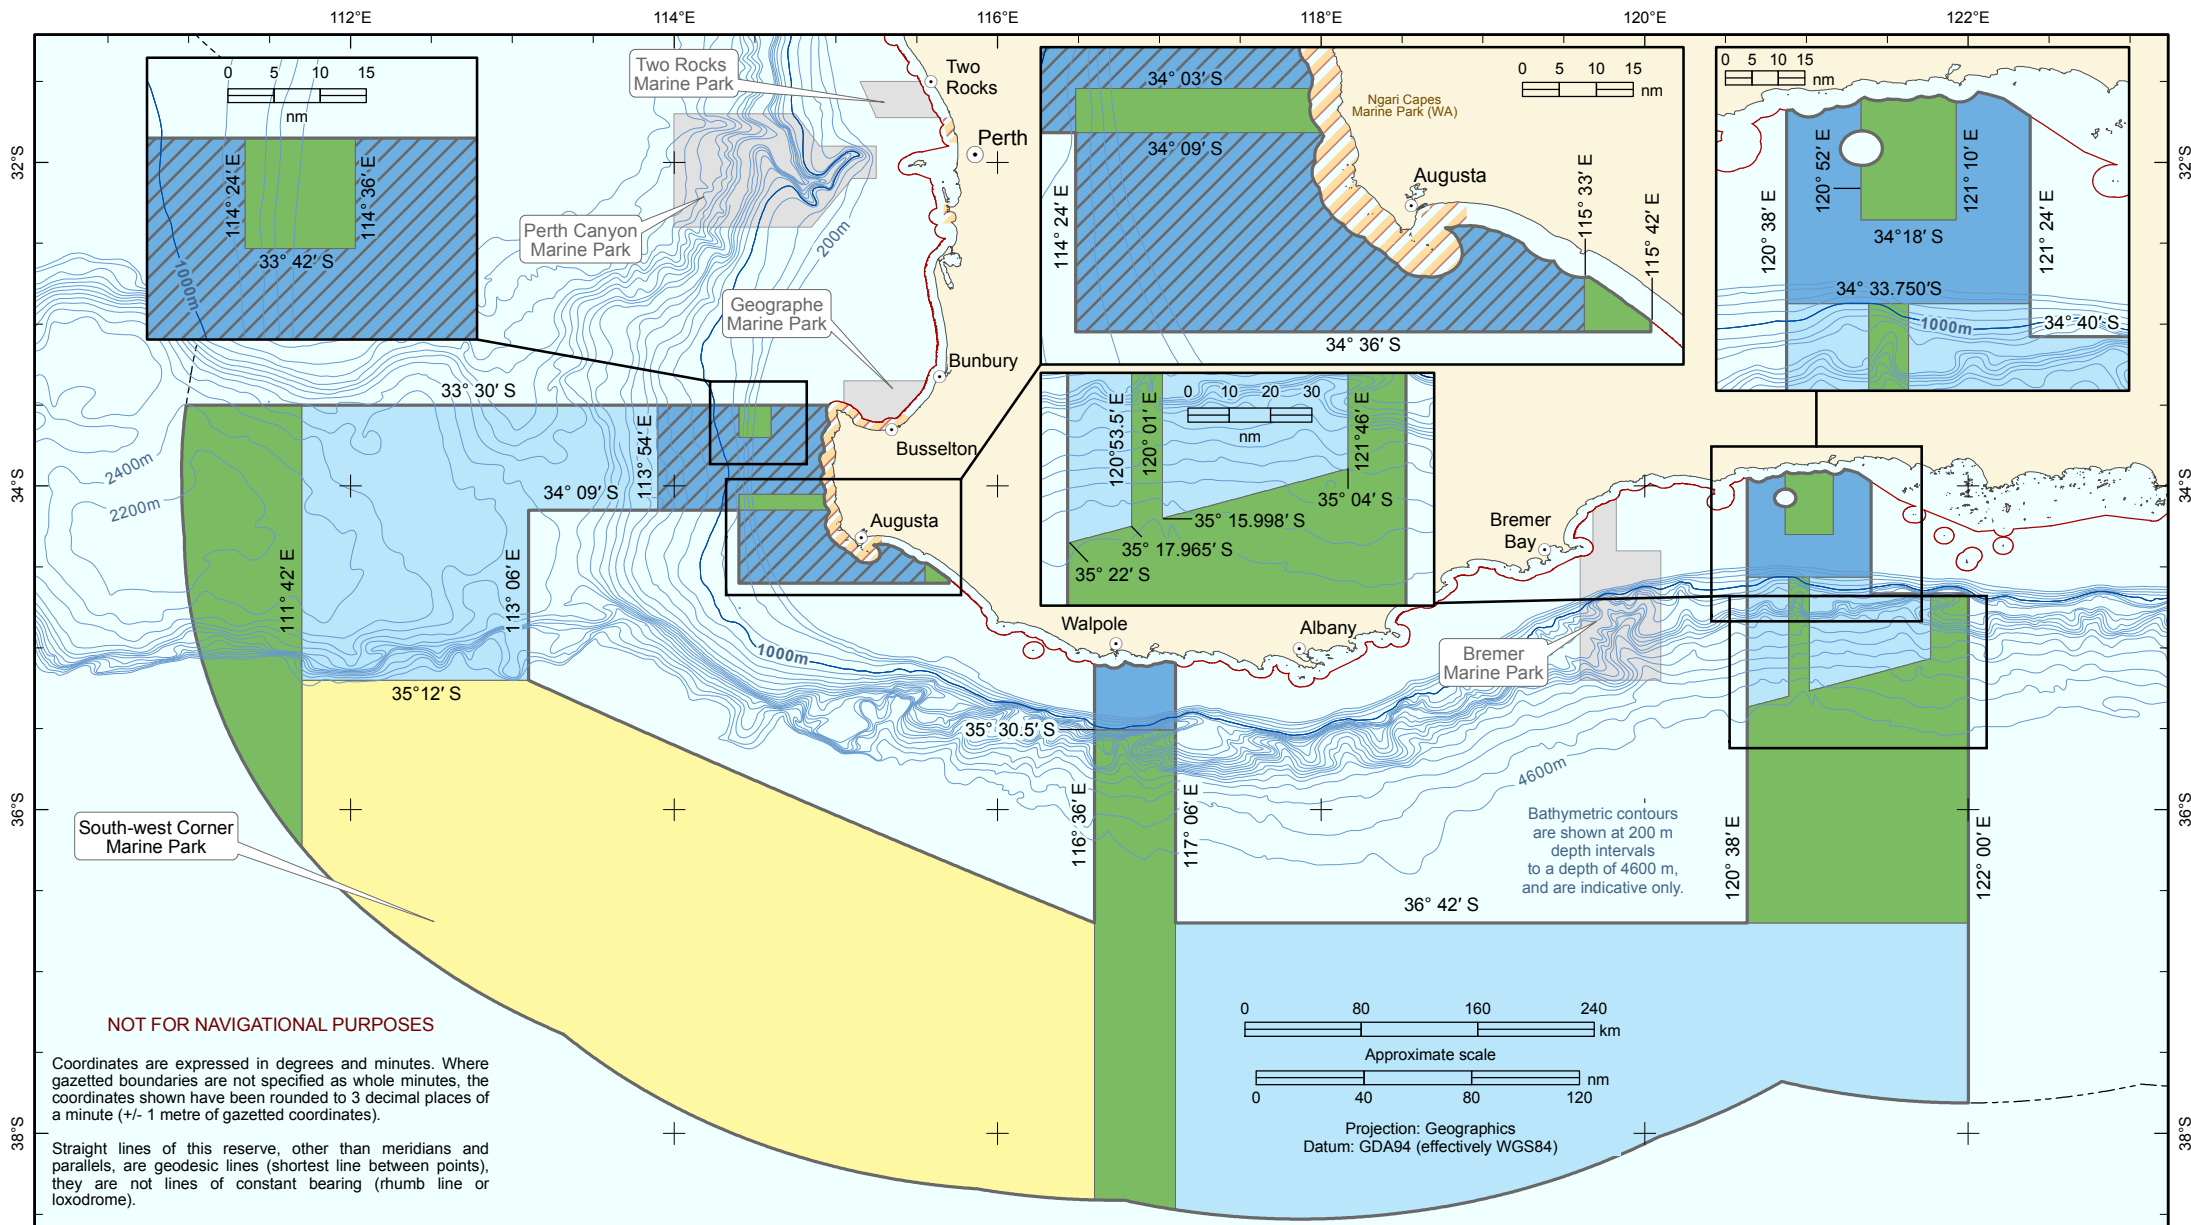 112°E
114°E
116°E
118°E
120°E
122°E
32°S
34°S
36°S
38°S
32°S
34°S
36°S
38°S
0 5 10 15
nm
114° 24′ E
114° 36′ E
33° 42′ S
1000m
Two Rocks
Marine Park
Two
Rocks
Perth
Perth Canyon
Marine Park
200m
Geographe
Marine Park
Bunbury
Busselton
34° 03′ S
34° 09′ S
0 5 10 15
nm
Ngari Capes
Marine Park (WA)
Augusta
114° 24′ E
115° 33′ E
115° 42′ E
34° 36′ S
0 5 10 15
nm
120° 38′ E
120° 52′ E
121° 10′ E
121° 24′ E
34°18′ S
34° 33.750′S
1000m
34° 40′ S
120°53.5′ E
120° 01′ E
0 10 20 30
nm
121°46′ E
35° 04′ S
35° 15.998′ S
35° 17.965′ S
35° 22′ S
33° 30′ S
2400m
2200m
113° 54′ E
34° 09′ S
111° 42′ E
113° 06′ E
Augusta
35°12′ S
1000m
Walpole
Albany
Bremer
Bay
Bremer
Marine Park
35° 30.5′ S
4600m
116° 36′ E
117° 06′ E
120° 38′ E
122° 00′ E
Bathymetric contours
are shown at 200 m
depth intervals
to a depth of 4600 m,
and are indicative only.
36° 42′ S
South-west Corner
Marine Park
NOT FOR NAVIGATIONAL PURPOSES
Coordinates are expressed in degrees and minutes. Where
gazetted boundaries are not specified as whole minutes, the
coordinates shown have been rounded to 3 decimal places of
a minute (+/- 1 metre of gazetted coordinates).
Straight lines of this reserve, other than meridians and
parallels, are geodesic lines (shortest line between points),
they are not lines of constant bearing (rhumb line or
loxodrome).
0 80 160 240
km
Approximate scale
nm
0 40 80 120
Projection: Geographics
Datum: GDA94 (effectively WGS84)